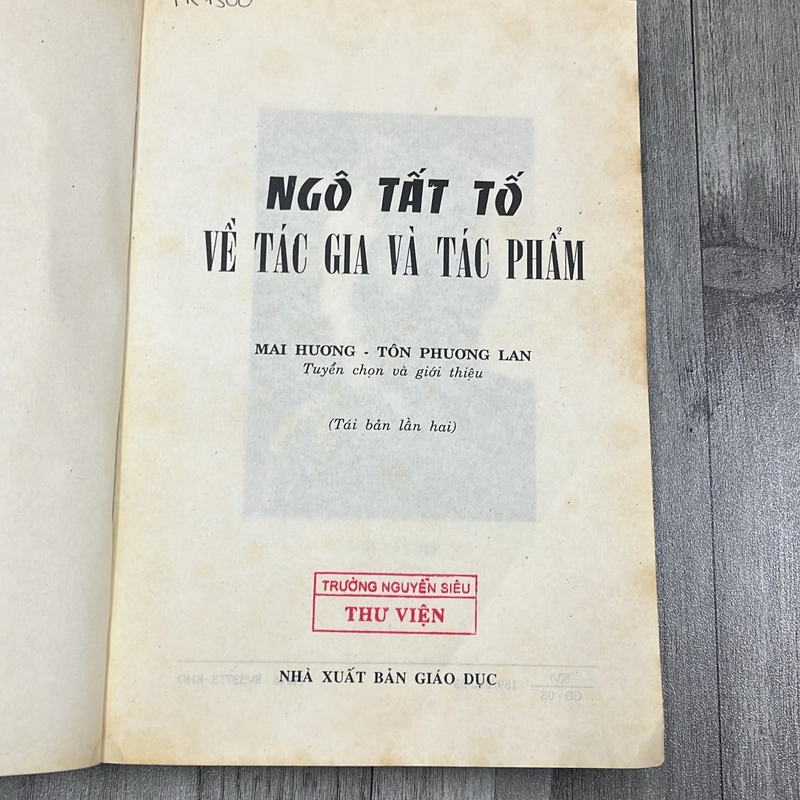 NGÔ TẤT TỐ
VỀ TÁC GIA VÀ TÁC PHẨM
MAI HƯƠNG - TÔN PHƯƠNG LAN
Tuyển chọn và giới thiệu
(Tái bản lần hai)
TRƯỜNG NGUYỄN SIÊU
THƯ VIỆN
NHÀ XUẤT BẢN GIÁO DỤC